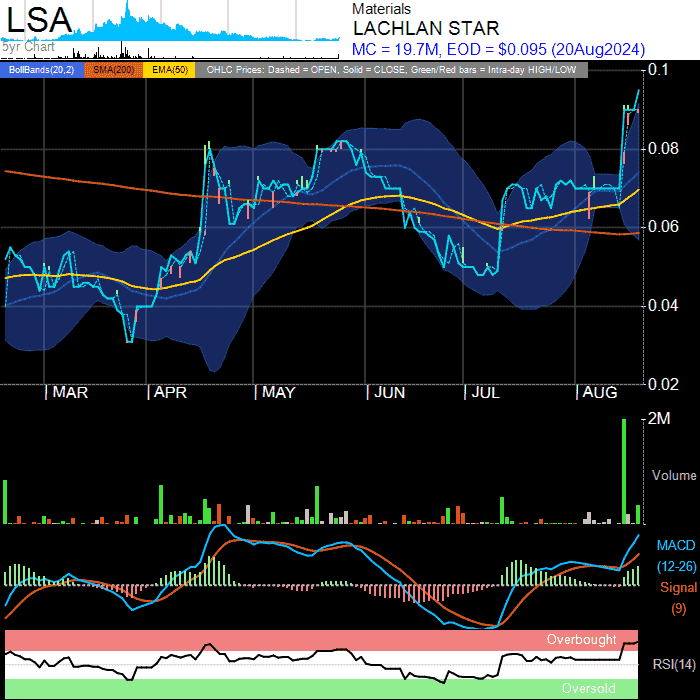 LSA
5yr Chart
Materials
LACHLAN STAR
MC = 19.7M, EOD = $0.095 (20Aug2024)
BollBands(20,2) SMA(200) EMA(50) OHLC Prices: Dashed = OPEN, Solid = CLOSE, Green/Red bars = Intra-day HIGH/LOW
0.1
0.08
0.06
0.04
0.02
MAR APR MAY JUN JUL AUG
2M
Volume
MACD
(12-26)
Signal
(9)
Overbought
RSI(14)
Oversold